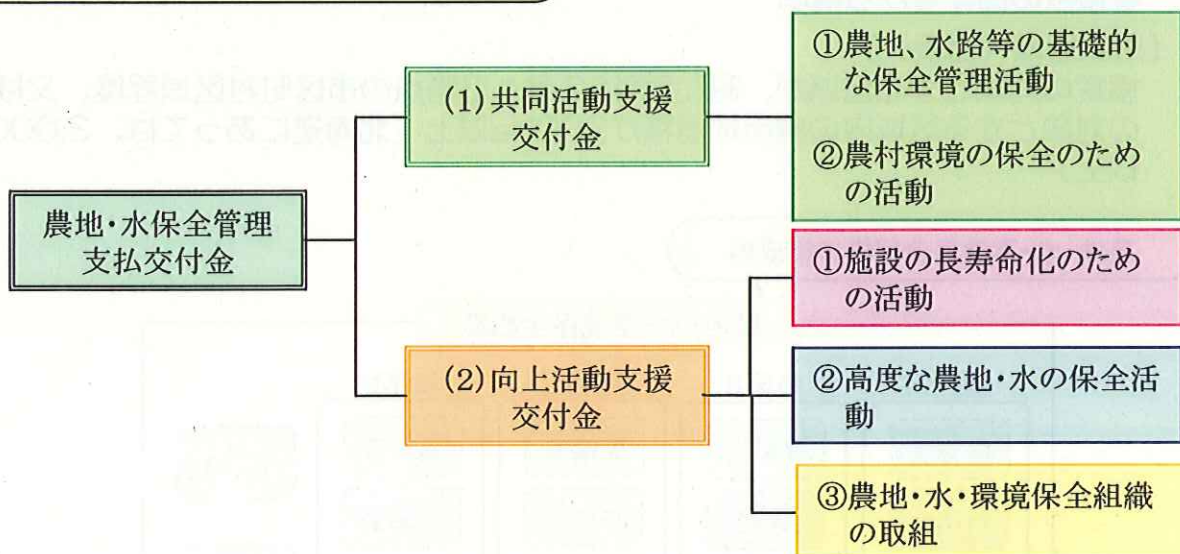 農地・水保全管理
支払交付金
(1)共同活動支援
交付金
①農地、水路等の基礎的
な保全管理活動
②農村環境の保全のため
の活動
(2)向上活動支援
交付金
①施設の長寿命化のため
の活動
②高度な農地・水の保全活
動
③農地・水・環境保全組織
の取組